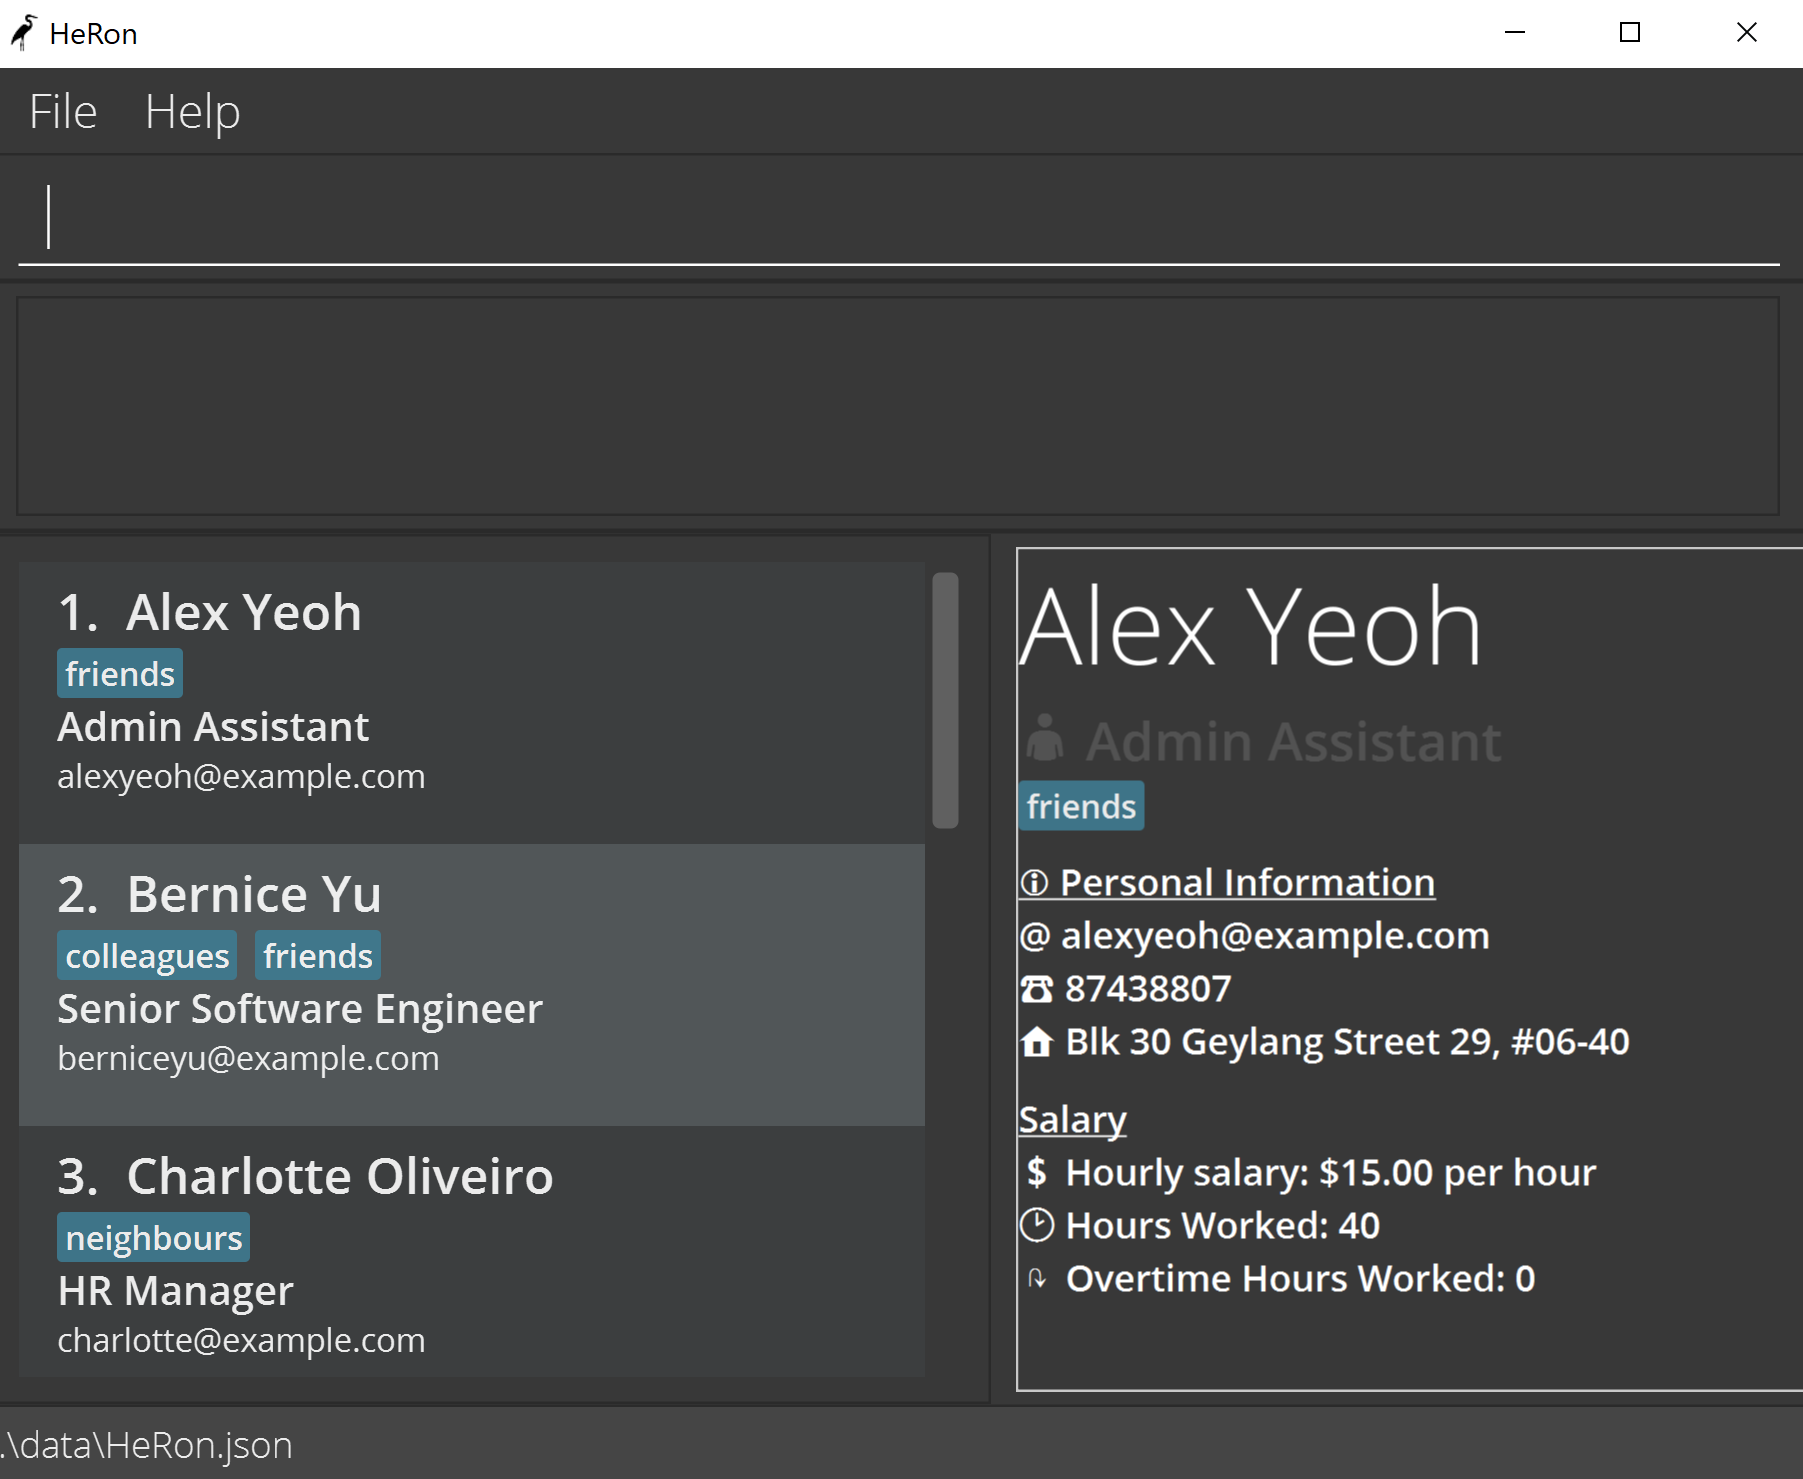 HeRon
File Help
1. Alex Yeoh
friends
Admin Assistant
alexyeoh@example.com
2. Bernice Yu
colleagues friends
Senior Software Engineer
berniceyu@example.com
3. Charlotte Oliveiro
neighbours
HR Manager
charlotte@example.com
Alex Yeoh
Admin Assistant
friends
Personal Information
@ alexyeoh@example.com
87438807
Blk 30 Geylang Street 29, #06-40
Salary
$ Hourly salary: $15.00 per hour
Hours Worked: 40
Overtime Hours Worked: 0
.\data\HeRon.json